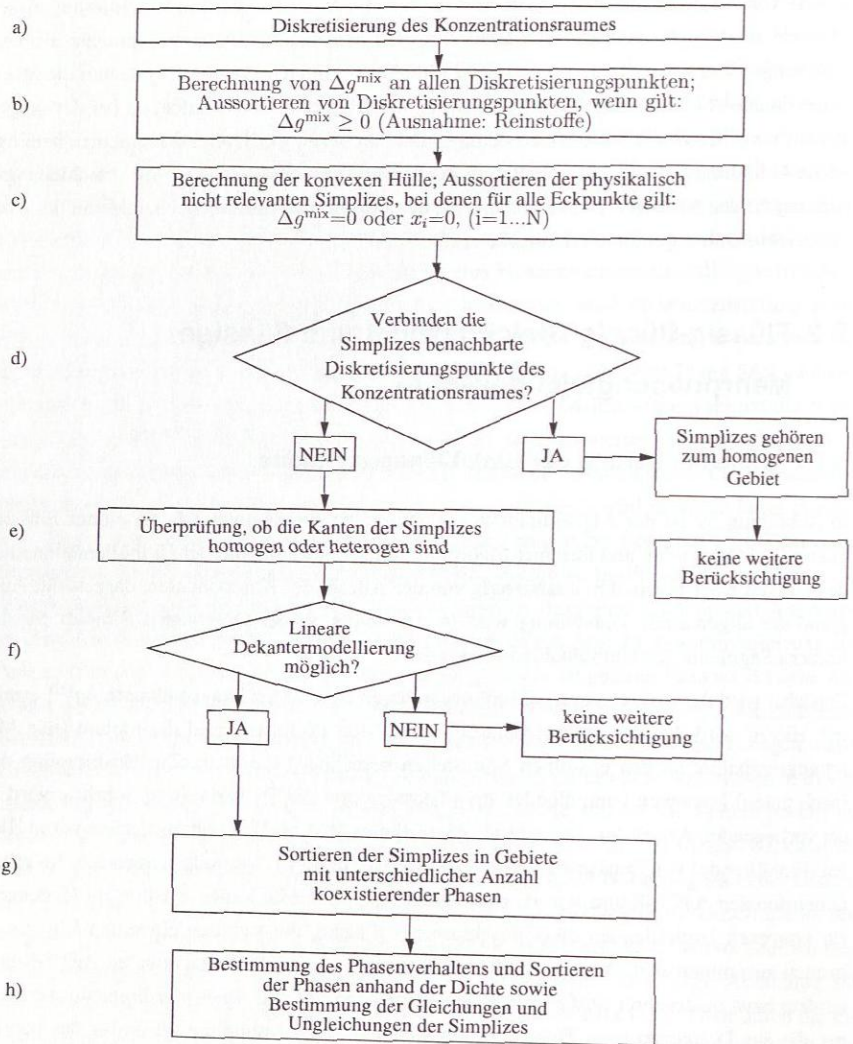 a)
Diskretisierung des Konzentrationsraumes
b)
Berechnung von Δg^mix an allen Diskretisierungspunkten;
Aussortieren von Diskretisierungspunkten, wenn gilt:
Δg^mix ≥ 0 (Ausnahme: Reinstoffe)
c)
Berechnung der konvexen Hülle; Aussortieren der physikalisch
nicht relevanten Simplizes, bei denen für alle Eckpunkte gilt:
Δg^mix=0 oder x_i=0, (i=1...N)
d)
Verbinden die
Simplizes benachbarte
Diskretisierungspunkte des
Konzentrationsraumes?
NEIN
JA
Simplizes gehören
zum homogenen
Gebiet
keine weitere
Berücksichtigung
e)
Überprüfung, ob die Kanten der Simplizes
homogen oder heterogen sind
f)
Lineare
Dekantermodellierung
möglich?
JA
NEIN
keine weitere
Berücksichtigung
g)
Sortieren der Simplizes in Gebiete
mit unterschiedlicher Anzahl
koexistierender Phasen
h)
Bestimmung des Phasenverhaltens und Sortieren
der Phasen anhand der Dichte sowie
Bestimmung der Gleichungen und
Ungleichungen der Simplizes